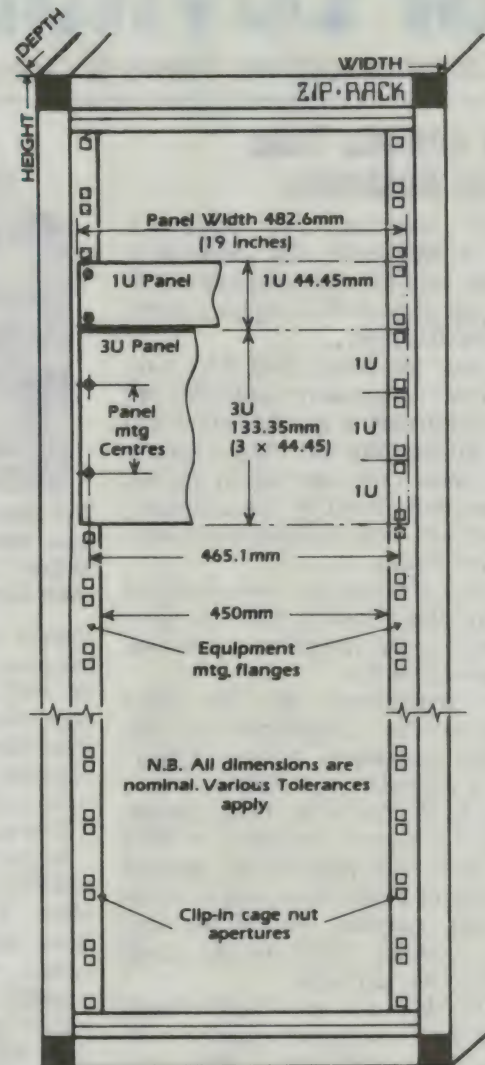 DEPTH
WIDTH
HEIGHT
ZIP·RACK
Panel Width 482.6mm
(19 inches)
1U Panel
1U 44.45mm
3U Panel
1U
Panel
mtg
Centres
3U
133.35mm
(3 x 44.45)
1U
1U
465.1mm
450mm
Equipment
mtg. flanges
N.B. All dimensions are
nominal. Various Tolerances
apply
Clip-in cage nut
apertures